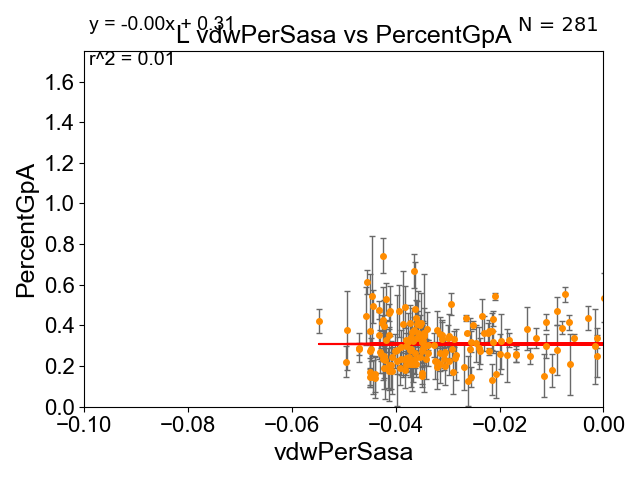 y = -0.00x + 0.31
N = 281
L vdwPerSasa vs PercentGpA
r^2 = 0.01
PercentGpA
1.6
1.4
1.2
1.0
0.8
0.6
0.4
0.2
0.0
−0.10
−0.08
−0.06
−0.04
−0.02
0.00
vdwPerSasa